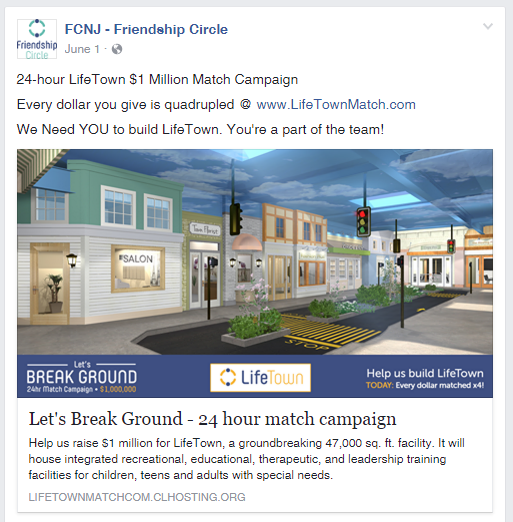 FCNJ - Friendship Circle
June 1 ·
Friendship
Circle
24-hour LifeTown $1 Million Match Campaign
Every dollar you give is quadrupled @ www.LifeTownMatch.com
We Need YOU to build LifeTown. You're a part of the team!
Town Florist
SALON
STOP
Let's
BREAK GROUND
24hr Match Campaign • $1,000,000
LifeTown
Help us build LifeTown
TODAY: Every dollar matched x4!
Let's Break Ground - 24 hour match campaign
Help us raise $1 million for LifeTown, a groundbreaking 47,000 sq. ft. facility. It will
house integrated recreational, educational, therapeutic, and leadership training
facilities for children, teens and adults with special needs.
LIFETOWNMATCHCOM.CLHOSTING.ORG